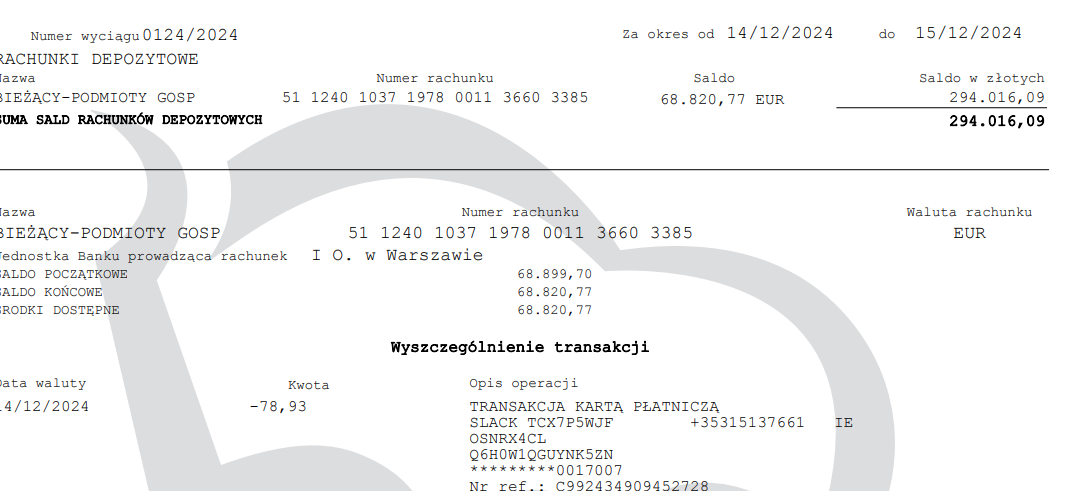 Numer wyciągu 0124/2024 Za okres od 14/12/2024 do 15/12/2024
RACHUNKI DEPOZYTOWE
Nazwa Numer rachunku Saldo Saldo w złotych
BIEŻĄCY-PODMIOTY GOSP 51 1240 1037 1978 0011 3660 3385 68.820,77 EUR 294.016,09
SUMA SALD RACHUNKÓW DEPOZYTOWYCH 294.016,09
Nazwa Numer rachunku Waluta rachunku
BIEŻĄCY-PODMIOTY GOSP 51 1240 1037 1978 0011 3660 3385 EUR
Jednostka Banku prowadząca rachunek I O. w Warszawie
SALDO POCZĄTKOWE 68.899,70
SALDO KOŃCOWE 68.820,77
ŚRODKI DOSTĘPNE 68.820,77
Wyszczególnienie transakcji
Data waluty Kwota Opis operacji
14/12/2024 -78,93 TRANSAKCJA KARTĄ PŁATNICZĄ
SLACK TCX7P5WJF +35315137661 IE
OSNRX4CL
Q6H0W1QGUYNK5ZN
*********0017007
Nr ref.: C992434909452728